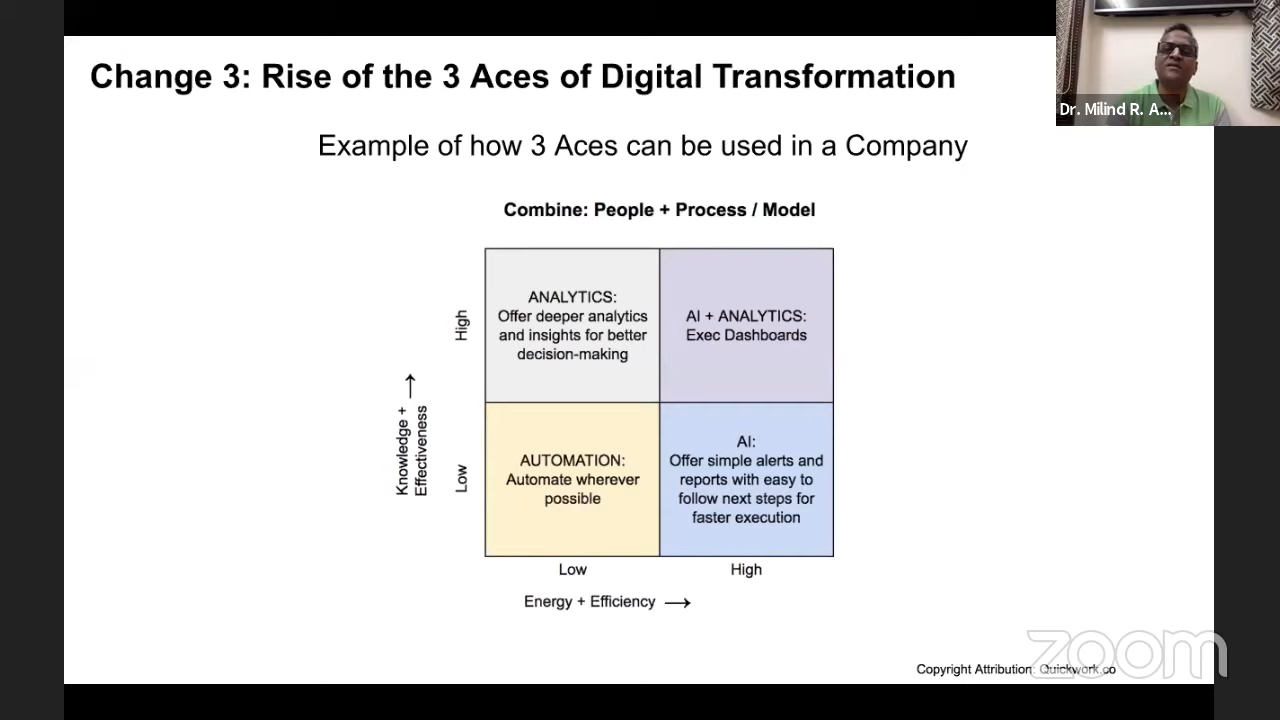 Change 3: Rise of the 3 Aces of Digital Transformation
Dr. Milind R. A...
Example of how 3 Aces can be used in a Company
Combine: People + Process / Model
High
ANALYTICS:
Offer deeper analytics
and insights for better
decision-making
AI + ANALYTICS:
Exec Dashboards
Knowledge +
Effectiveness
Low
AUTOMATION:
Automate wherever
possible
AI:
Offer simple alerts and
reports with easy to
follow next steps for
faster execution
Low
High
Energy + Efficiency
zoom
Copyright Attribution: Quickwork.co